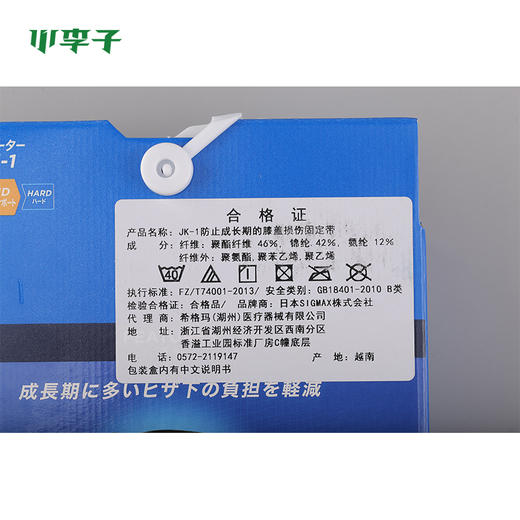 小李子
ーター
-1
ポート
HARD
ハード
合格证
产品名称: JK-1防止成长期的膝盖损伤固定带
成 分: 纤维: 聚酯纤维 46%, 锦纶 42%, 氨纶 12%
纤维外: 聚氨酯, 聚苯乙烯, 聚乙烯
40
执行标准: FZ/T74001-2013/ 安全类别: GB18401-2010 B类
检验合格证: 合格品/ 品牌商: 日本SIGMAX株式会社
代 理 商: 希格玛(湖州)医疗器械有限公司
地 址: 浙江省湖州经济开发区西南分区
香溢工业园标准厂房C幢底层
电 话: 0572-2119147 产 地: 越南
包装盒内有中文说明书
成長期に多いヒザ下の負担を軽減